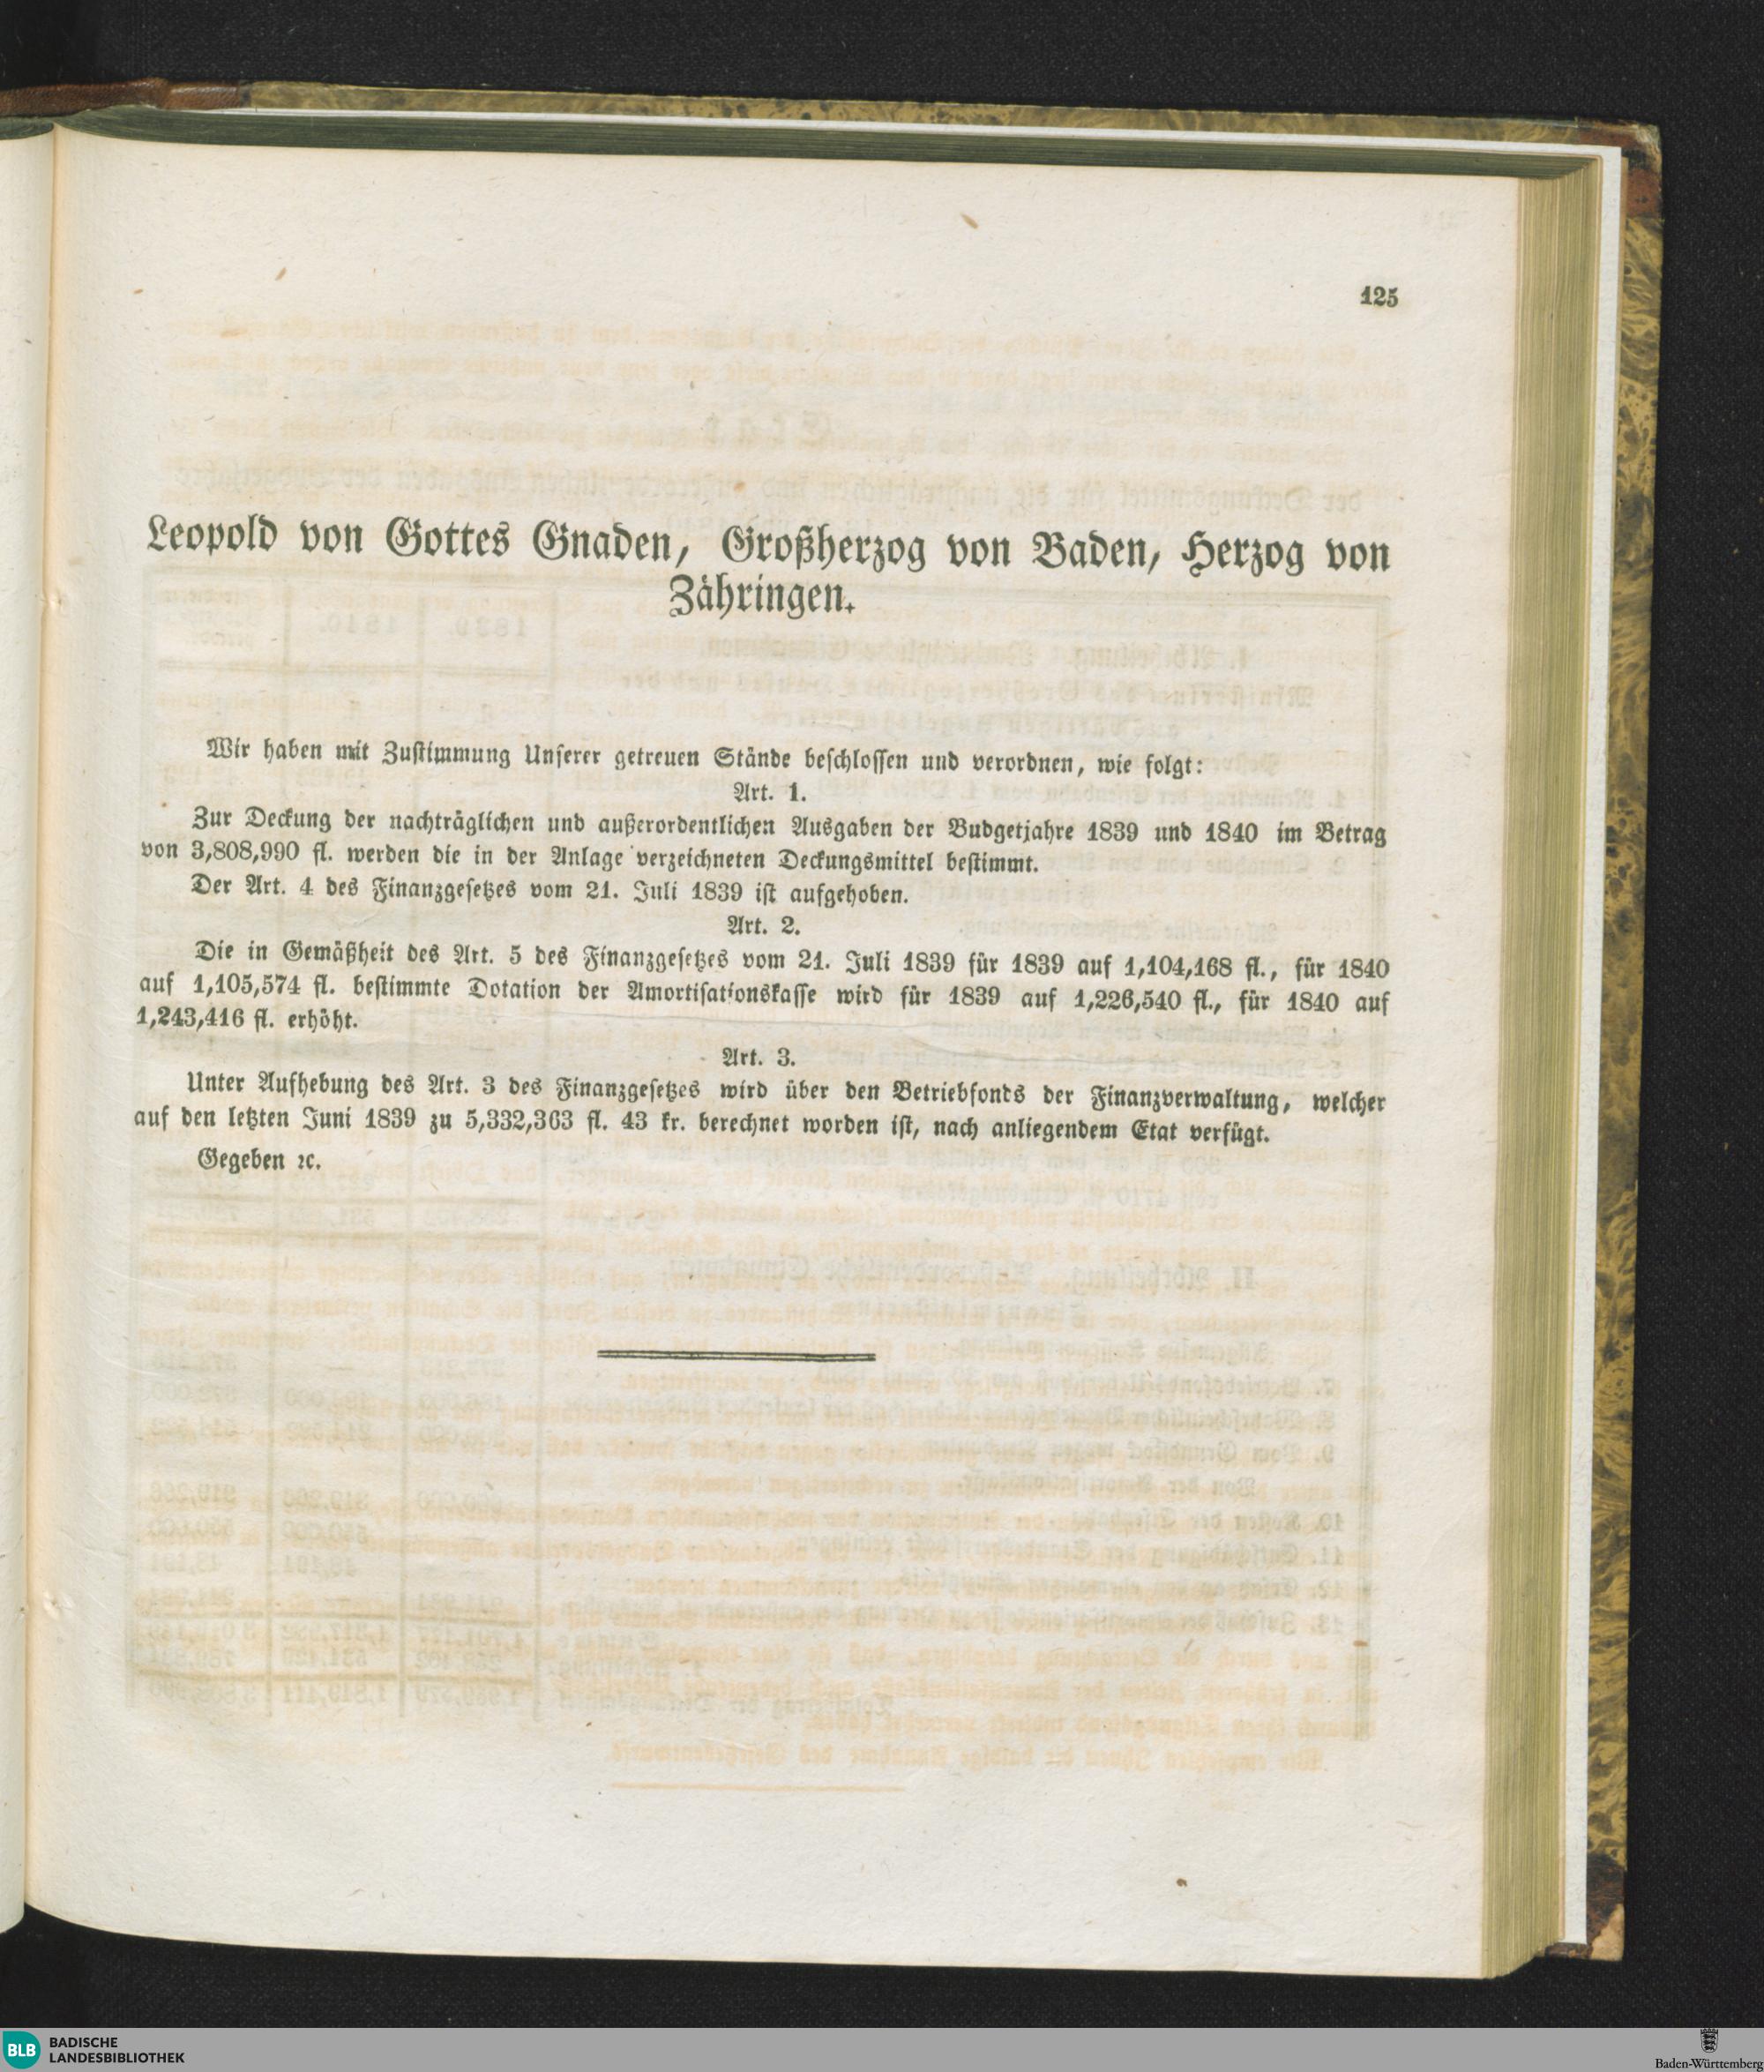 125
Leopold von Gottes Gnaden, Großherzog von Baden, Herzog von
Zähringen.
Wir haben mit Zustimmung Unserer getreuen Stände beschlossen und verordnen, wie folgt:
Art. 1.
Zur Deckung der nachträglichen und außerordentlichen Ausgaben der Budgetjahre 1839 und 1840 im Betrag
von 3,808,990 fl. werden die in der Anlage verzeichneten Deckungsmittel bestimmt.
Der Art. 4 des Finanzgesetzes vom 21. Juli 1839 ist aufgehoben.
Art. 2.
Die in Gemäßheit des Art. 5 des Finanzgesetzes vom 21. Juli 1839 für 1839 auf 1,104,168 fl., für 1840
auf 1,105,574 fl. bestimmte Dotation der Amortisationskasse wird für 1839 auf 1,226,540 fl., für 1840 auf
1,243,416 fl. erhöht.
Art. 3.
Unter Aufhebung des Art. 3 des Finanzgesetzes wird über den Betriebfonds der Finanzverwaltung, welcher
auf den letzten Juni 1839 zu 5,332,363 fl. 43 kr. berechnet worden ist, nach anliegendem Etat verfügt.
Gegeben ꝛc.
BLB BADISCHE
LANDESBIBLIOTHEK
Baden-Württemberg